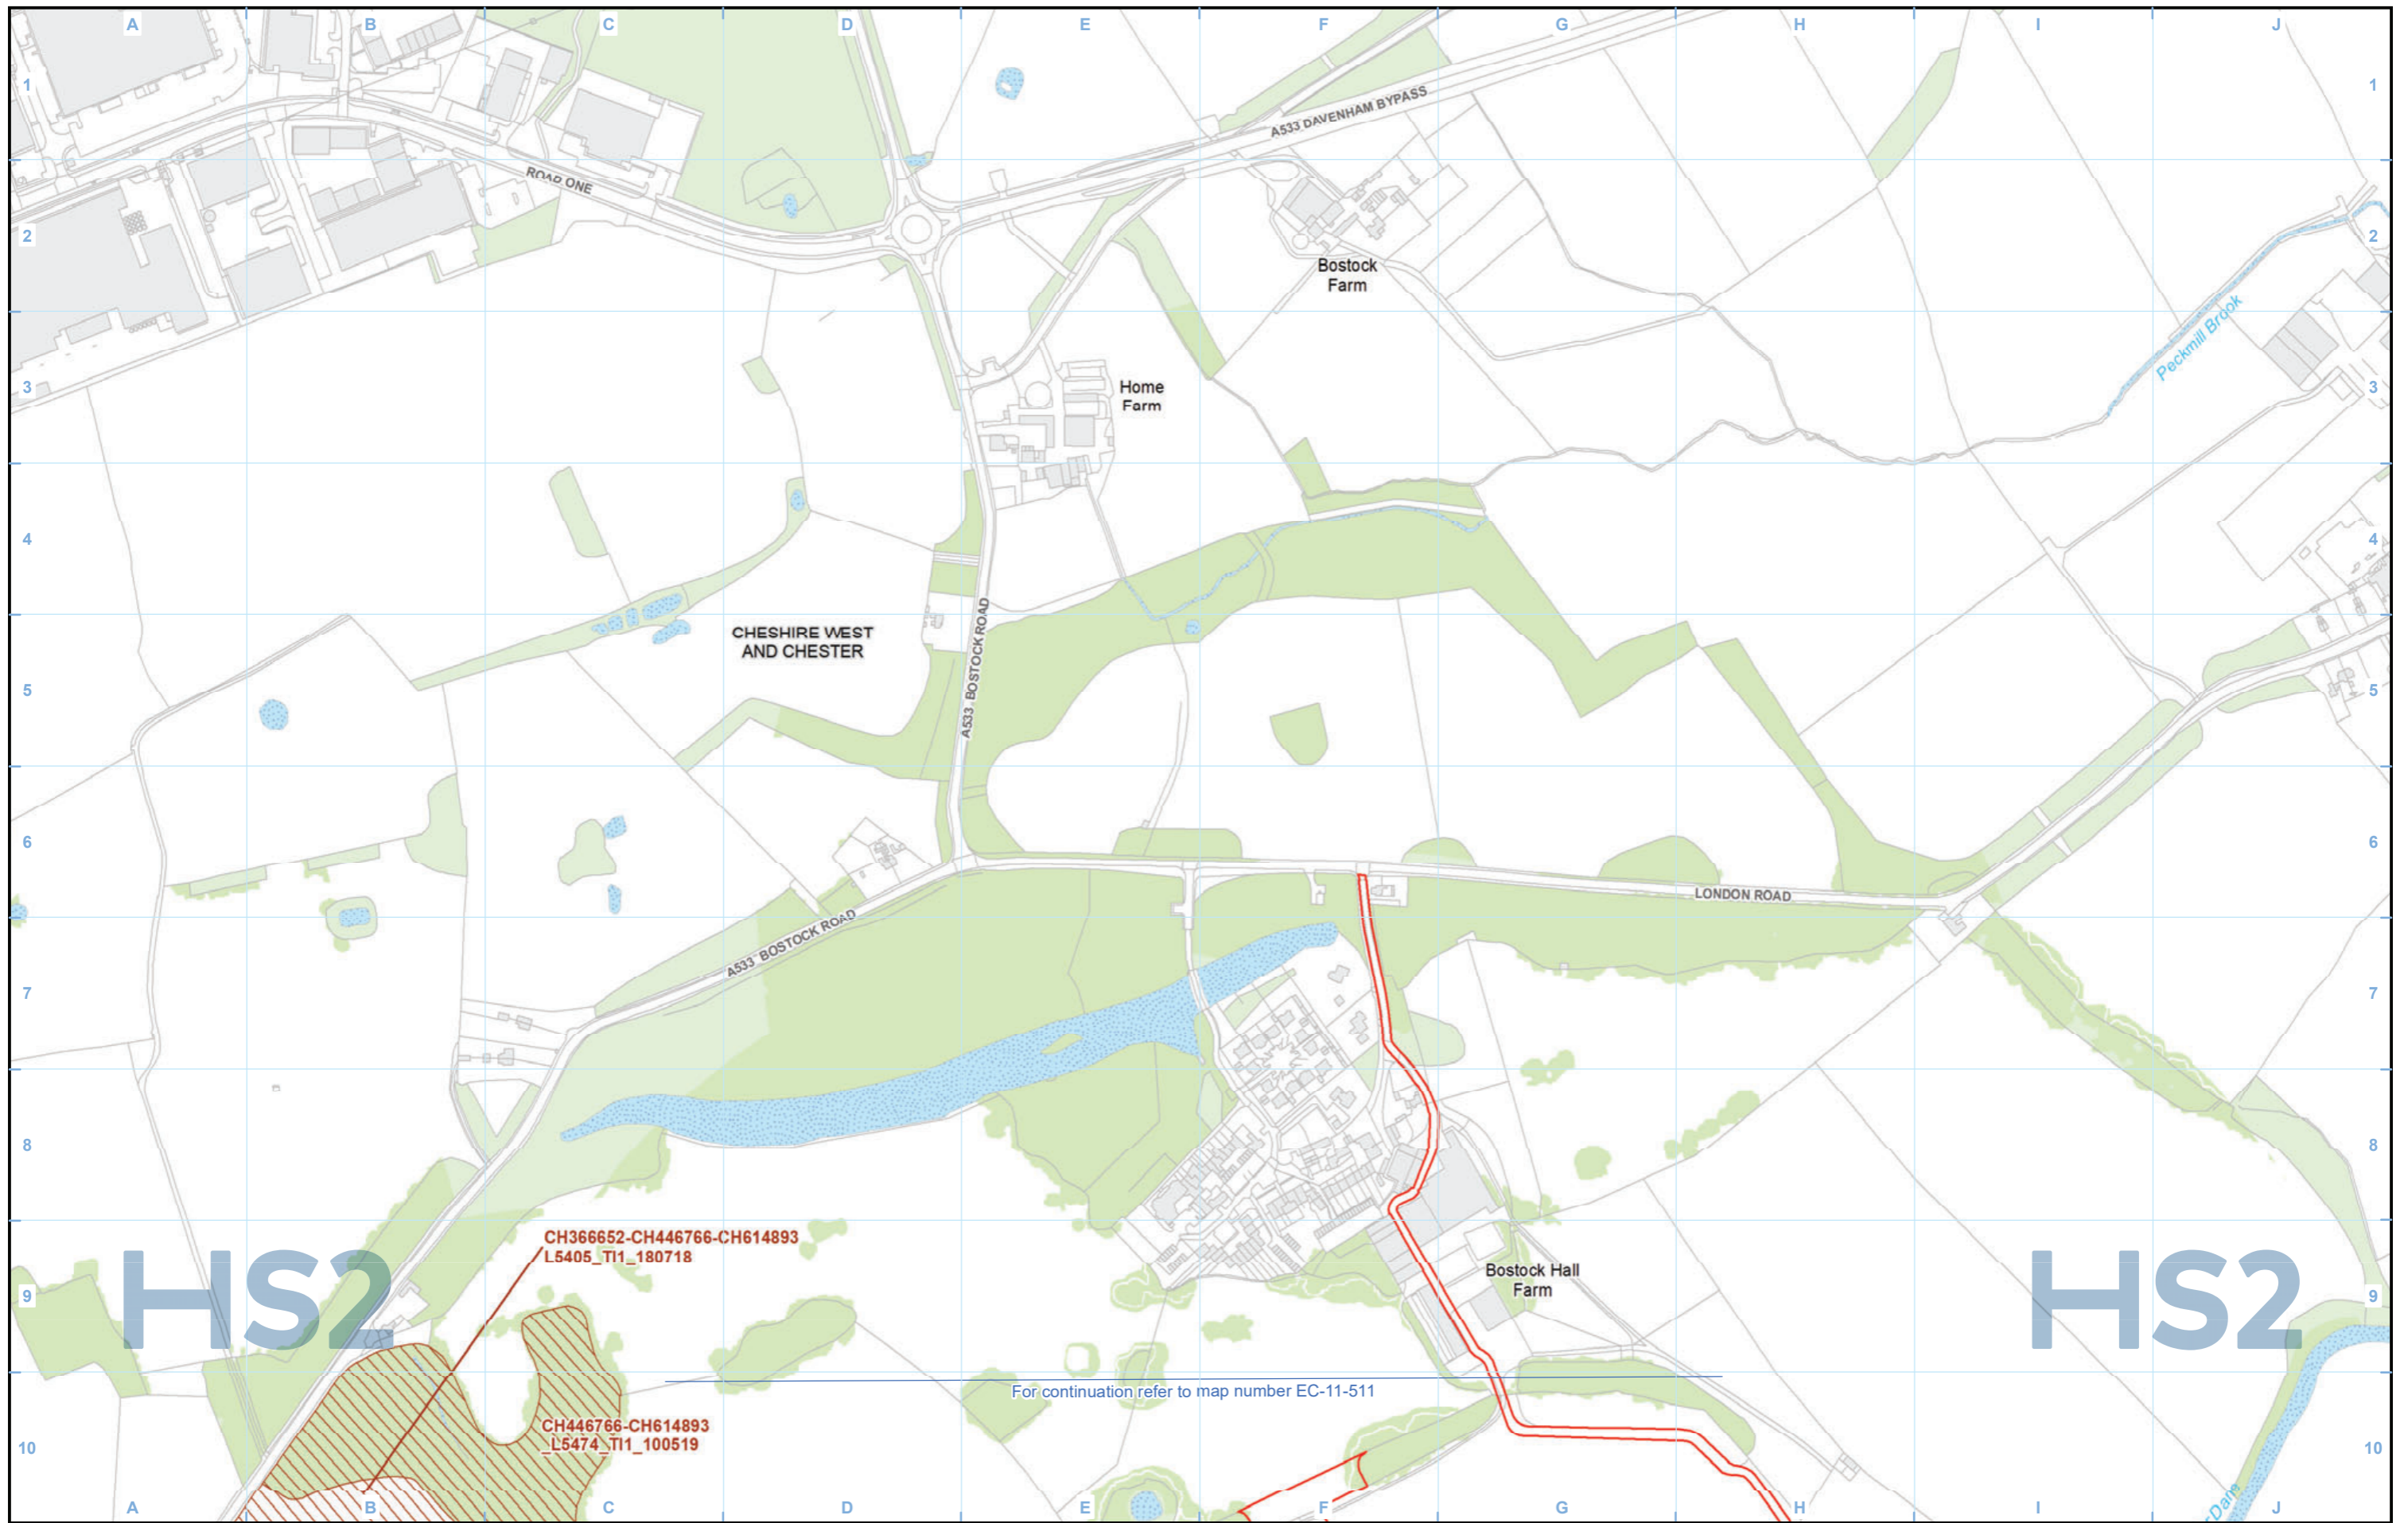 A B C D E F G H I J
1 1
A533 DAVENHAM BYPASS
ROAD ONE
2 2
Bostock
Farm
Peckmill Brook
3 3
Home
Farm
4 4
CHESHIRE WEST
AND CHESTER
A533 BOSTOCK ROAD
5 5
6 6
LONDON ROAD
A533 BOSTOCK ROAD
7 7
8 8
CH366652-CH446766-CH614893
L5405_TI1_180718
HS2 HS2
Bostock Hall
Farm
9 9
For continuation refer to map number EC-11-511
CH446766-CH614893
_L5474_TI1_100519
10 10
Dane
A B C D E F G H I J